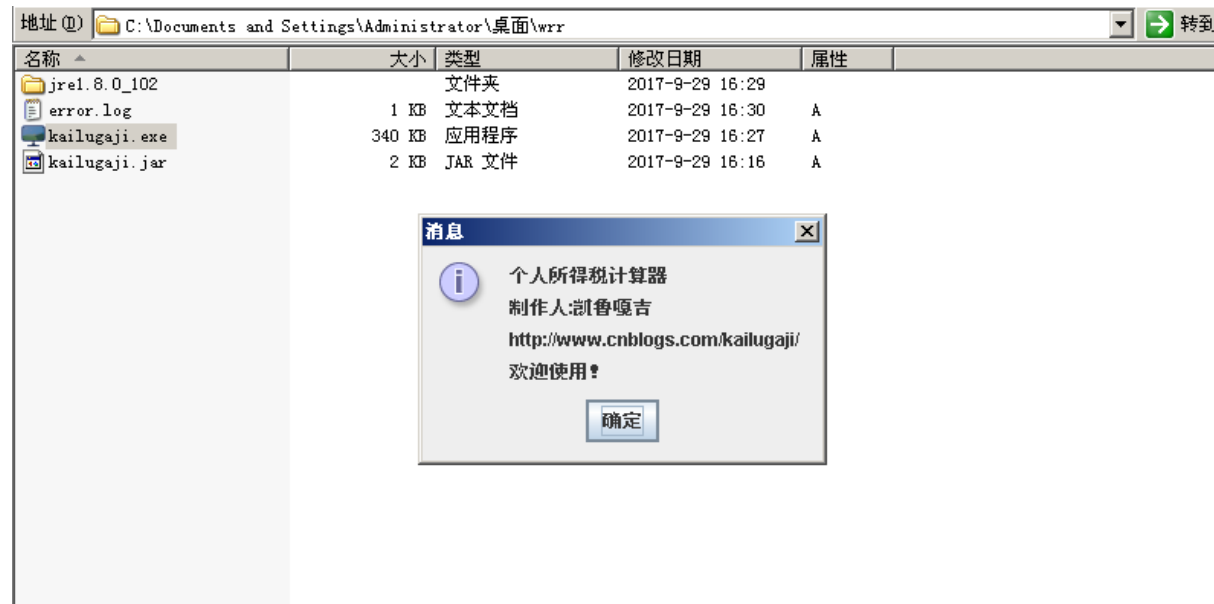 地址(D) C:\Documents and Settings\Administrator\桌面\wrr 转到
名称 大小 类型 修改日期 属性
jre1.8.0_102 文件夹 2017-9-29 16:29
error.log 1 KB 文本文档 2017-9-29 16:30 A
kailugaji.exe 340 KB 应用程序 2017-9-29 16:27 A
kailugaji.jar 2 KB JAR 文件 2017-9-29 16:16 A
消息
个人所得税计算器
制作人:凯鲁嘎吉
http://www.cnblogs.com/kailugaji/
欢迎使用!
确定